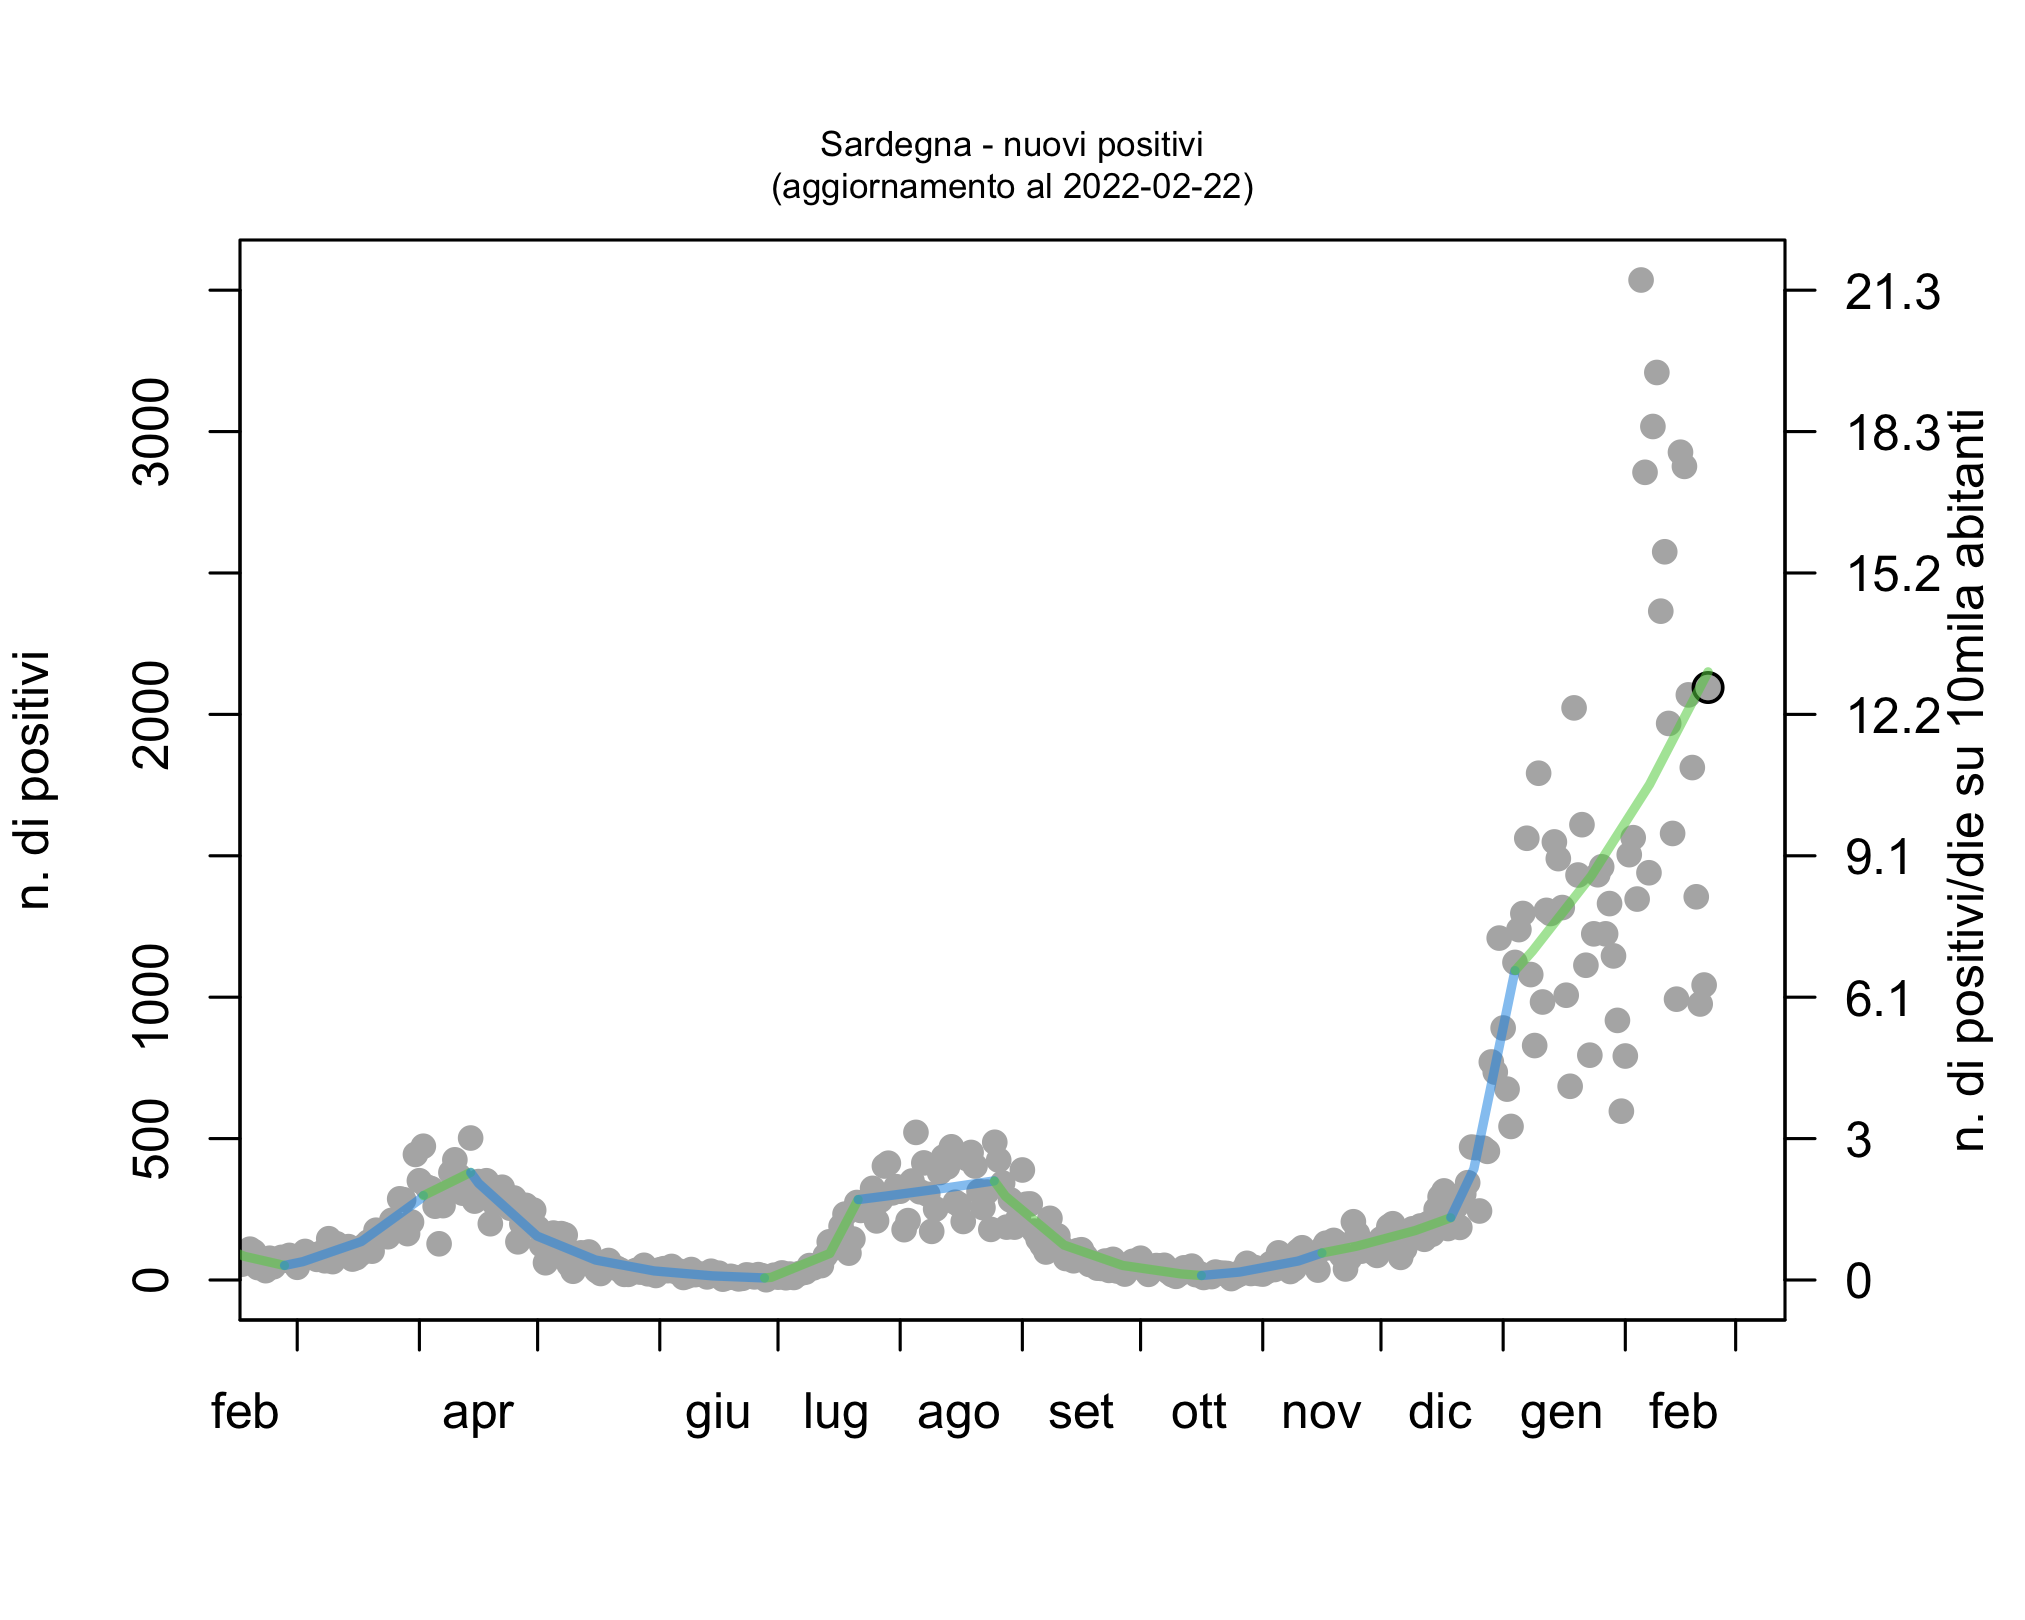 Sardegna - nuovi positivi
(aggiornamento al 2022-02-22)
n. di positivi
3000
2000
1000
500
0
21.3
18.3
15.2
12.2
9.1
6.1
3
0
n. di positivi/die su 10mila abitanti
feb apr giu lug ago set ott nov dic gen feb